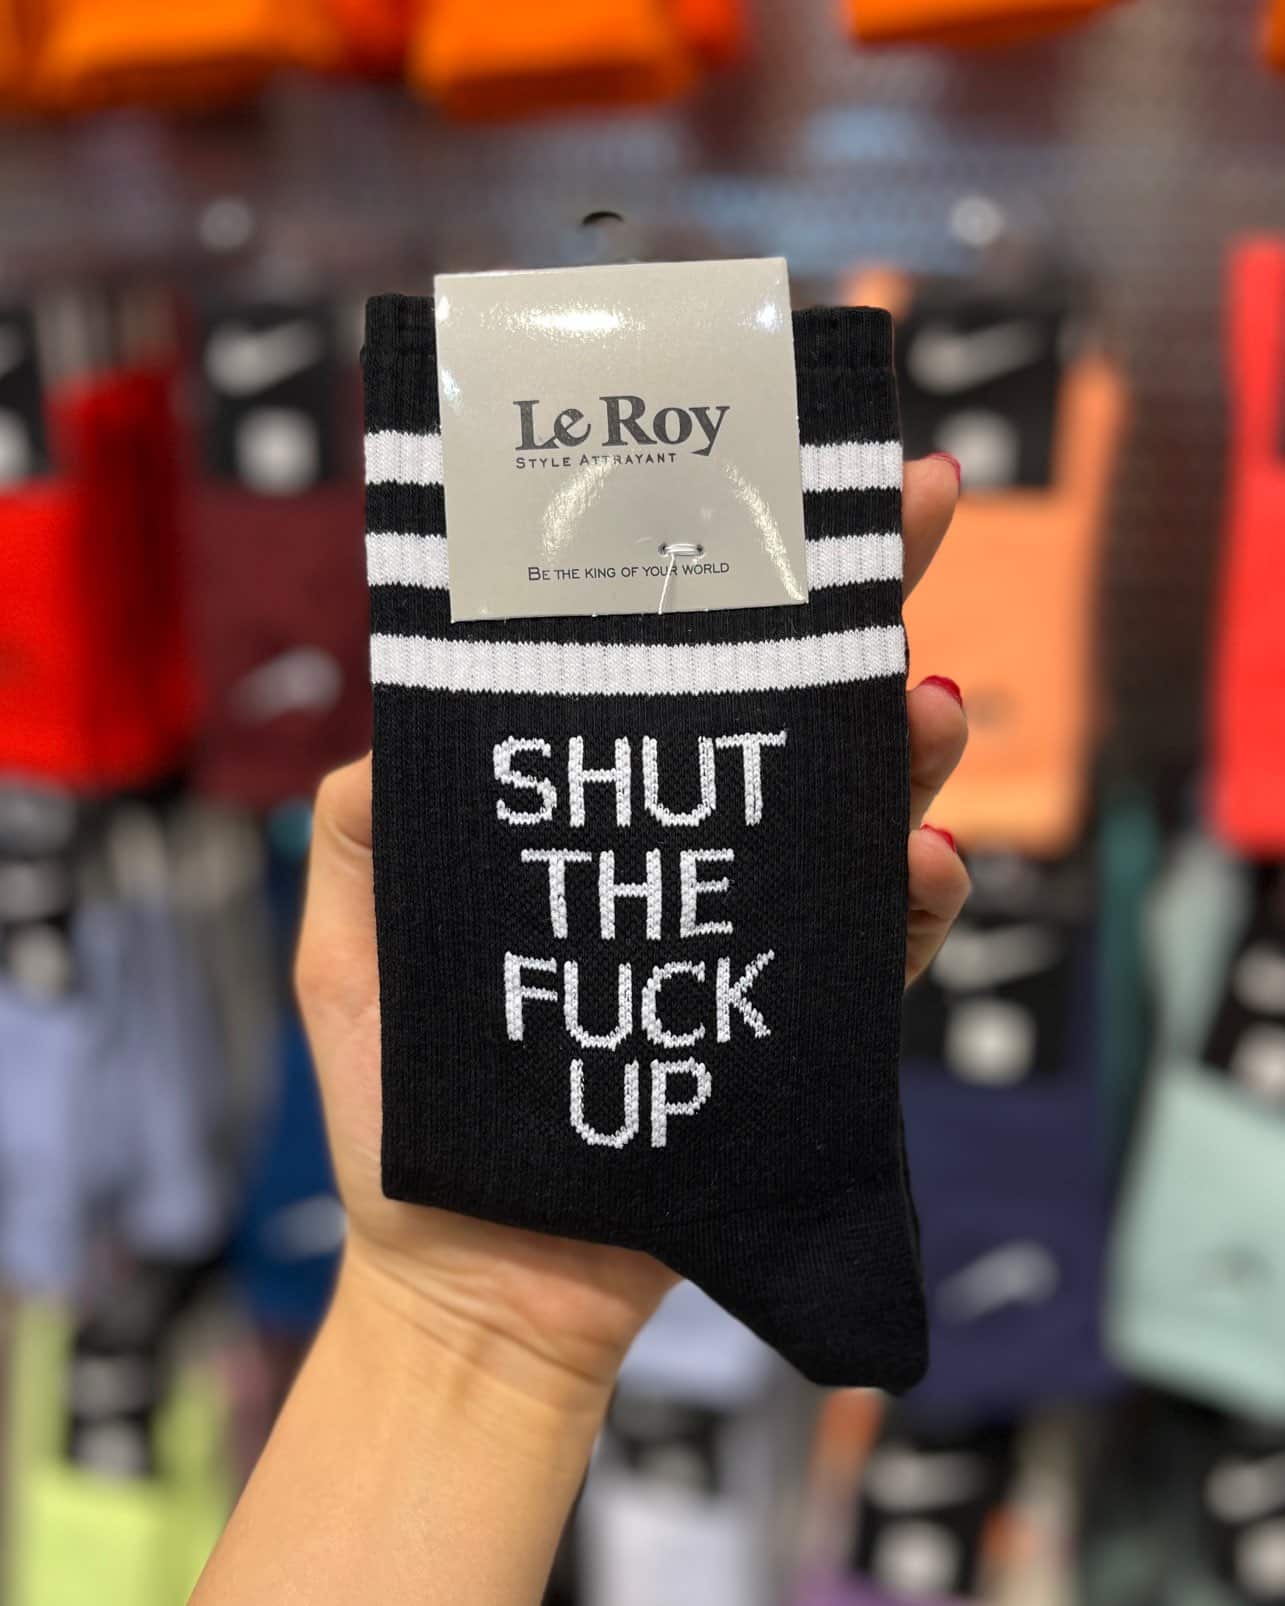 Le Roy
STYLE ATTRAYANT
BE THE KING OF YOUR WORLD
SHUT
THE
FUCK
UP